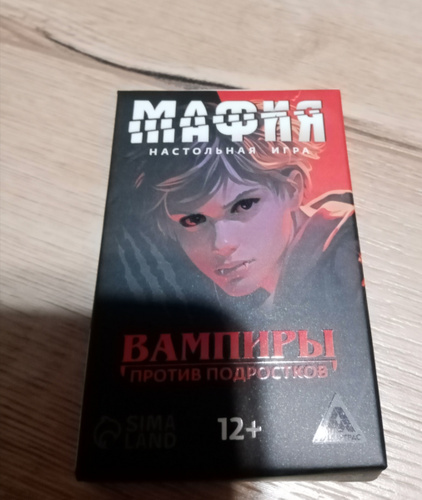 МАФИЯ
НАСТОЛЬНАЯ ИГРА
ВАМПИРЫ
ПРОТИВ ПОДРОСТКОВ
SIMA
LAND
12+